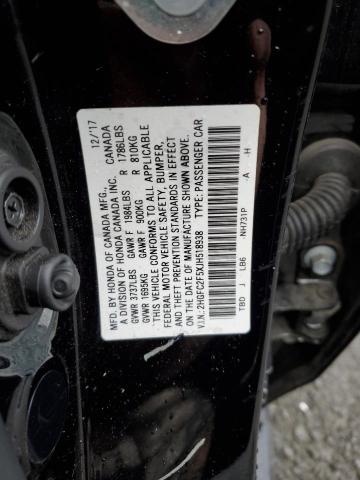 MFD. BY HONDA OF CANADA MFG., 12/17
A DIVISION OF HONDA CANADA INC. CANADA
GVWR 3737LBS GAWR F 1984LBS R 1786LBS
GVWR 1695KG GAWR F 900KG R 810KG
THIS VEHICLE CONFORMS TO ALL APPLICABLE
FEDERAL MOTOR VEHICLE SAFETY, BUMPER,
AND THEFT PREVENTION STANDARDS IN EFFECT
ON THE DATE OF MANUFACTURE SHOWN ABOVE.
V.I.N.: 2HGFC2F5XJH518938 TYPE: PASSENGER CAR
TBD J LB6 NH731P -A -H